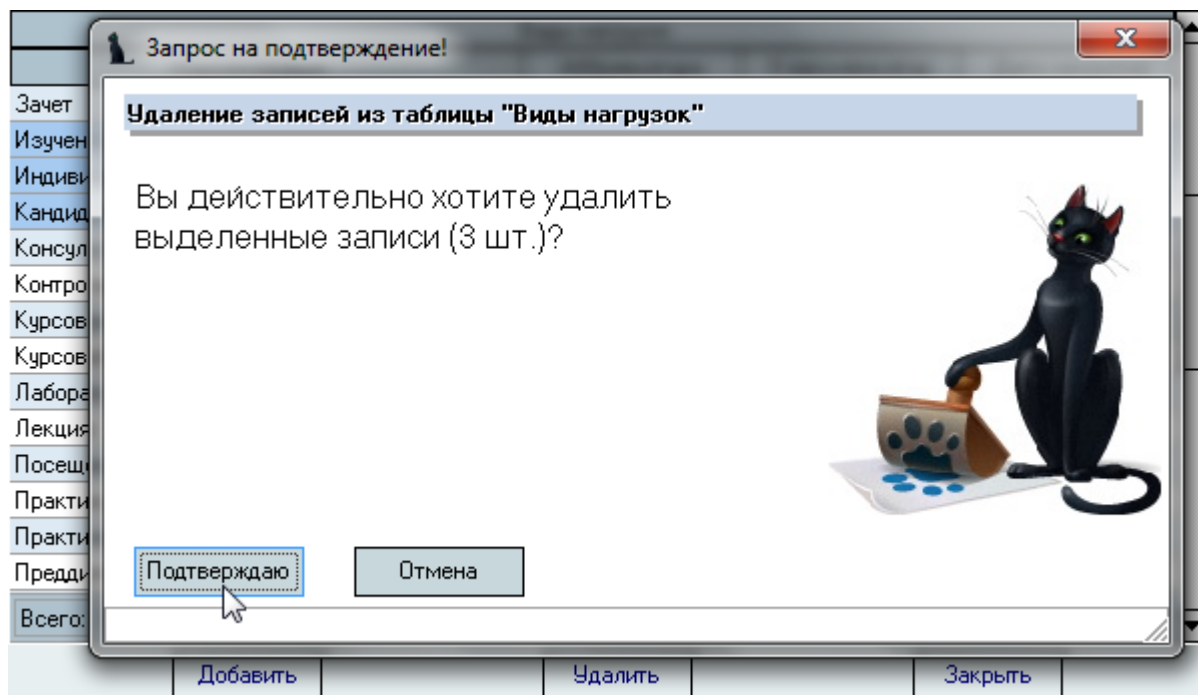 Запрос на подтверждение!
Удаление записей из таблицы "Виды нагрузок"
Вы действительно хотите удалить
выделенные записи (3 шт.)?
Подтверждаю
Отмена
Зачет
Изучен
Индиви
Кандид
Консул
Контро
Курсов
Курсов
Лабора
Лекция
Посещ
Практи
Практи
Предди
Всего:
Добавить
Удалить
Закрыть